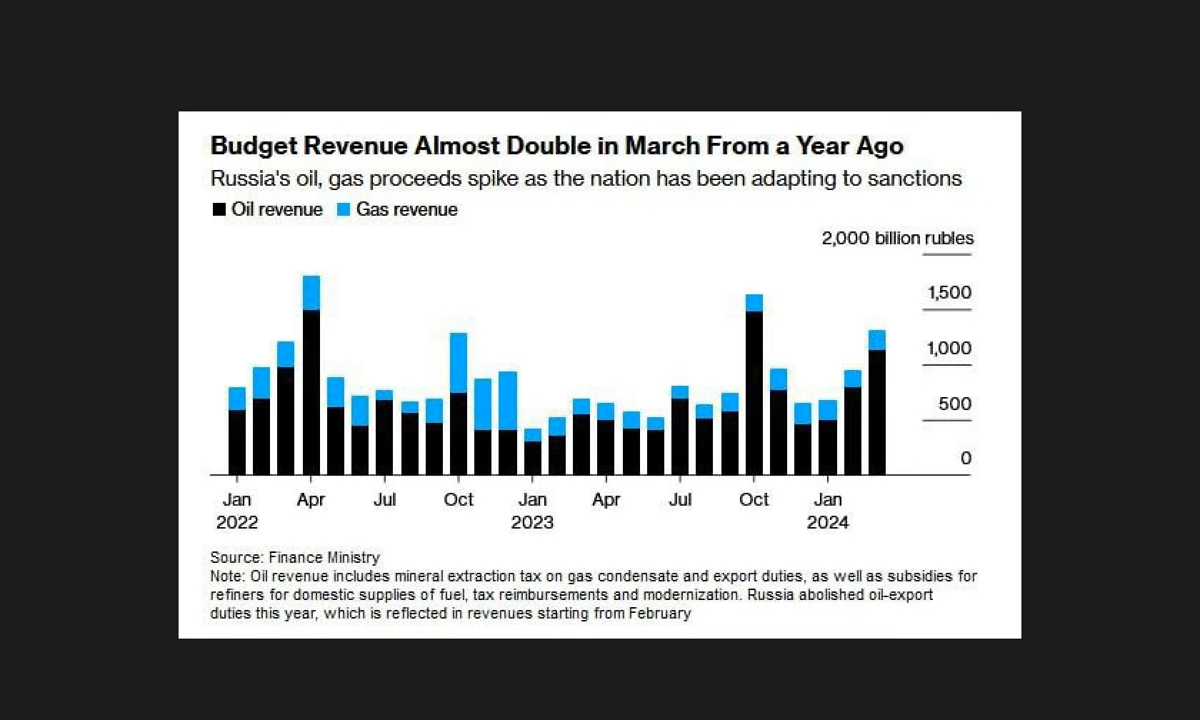 Budget Revenue Almost Double in March From a Year Ago
Russia's oil, gas proceeds spike as the nation has been adapting to sanctions
Oil revenue Gas revenue
2,000 billion rubles
1,500
1,000
500
0
Jan Apr Jul Oct Jan Apr Jul Oct Jan
2022 2023 2024
Source: Finance Ministry
Note: Oil revenue includes mineral extraction tax on gas condensate and export duties, as well as subsidies for
refiners for domestic supplies of fuel, tax reimbursements and modernization. Russia abolished oil-export
duties this year, which is reflected in revenues starting from February